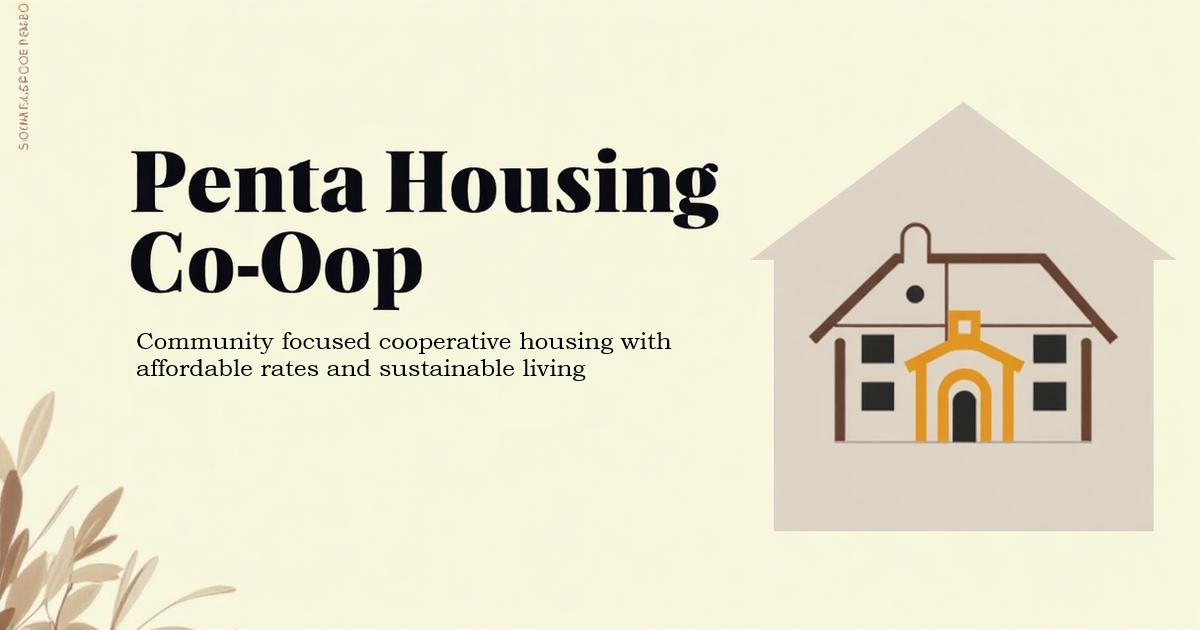 Penta Housing
Co-Oop
Community focused cooperative housing with
affordable rates and sustainable living